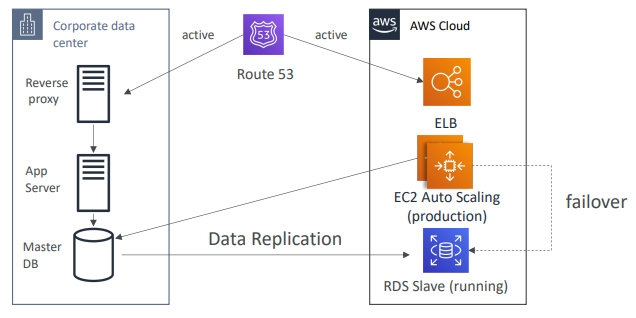 Corporate data
center
active
53
active
aws
AWS Cloud
Route 53
Reverse
proxy
ELB
App
Server
EC2 Auto Scaling
(production)
failover
Master
DB
Data Replication
RDS Slave (running)